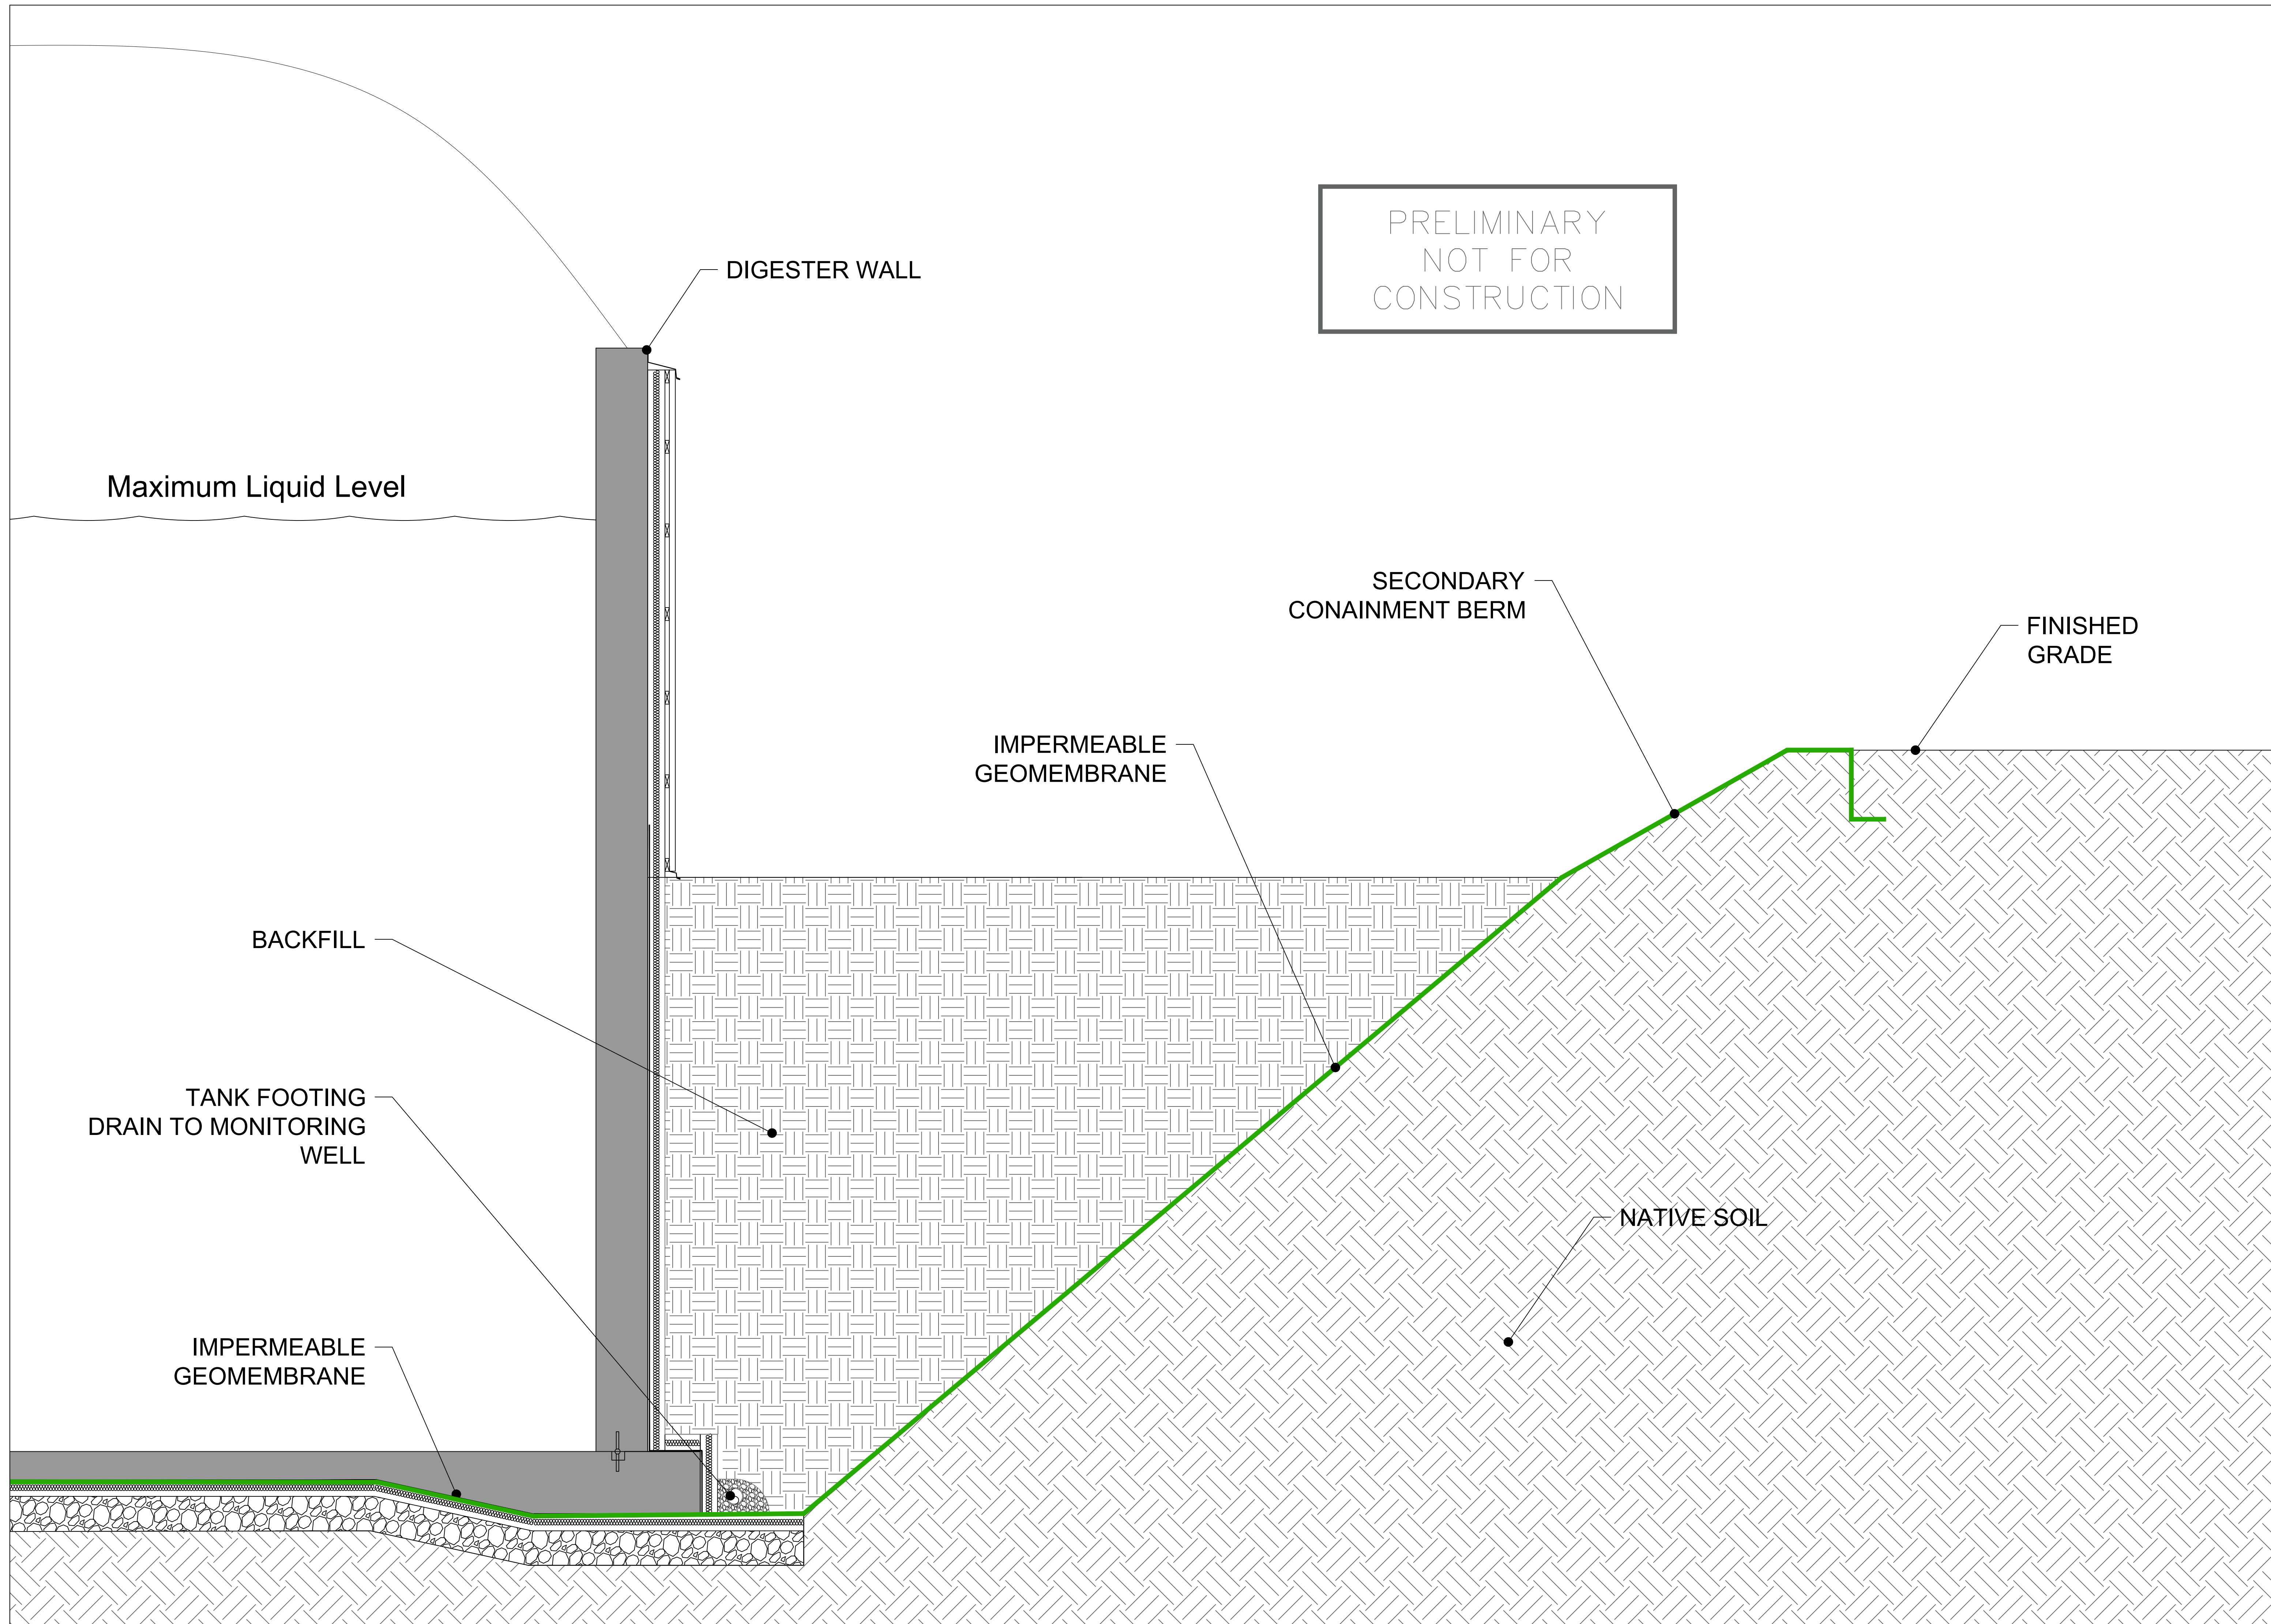 PRELIMINARY
NOT FOR
CONSTRUCTION
DIGESTER WALL
Maximum Liquid Level
SECONDARY
CONAINMENT BERM
FINISHED
GRADE
IMPERMEABLE
GEOMEMBRANE
BACKFILL
TANK FOOTING
DRAIN TO MONITORING
WELL
NATIVE SOIL
IMPERMEABLE
GEOMEMBRANE